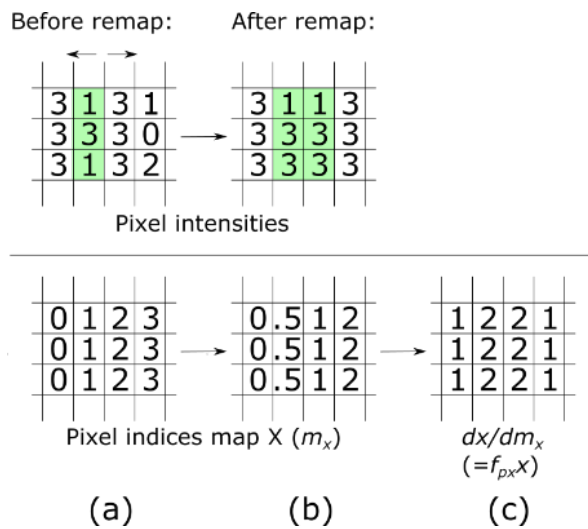 Before remap: After remap:
3 1 3 1 3 1 1 3
3 3 3 0 3 3 3 3
3 1 3 2 3 3 3 3
Pixel intensities
0 1 2 3 0 .5 1 2 1 2 2 1
0 1 2 3 0 .5 1 2 1 2 2 1
0 1 2 3 0 .5 1 2 1 2 2 1
Pixel indices map X (mₓ) dx/dmₓ
(=fₚₓx)
(a) (b) (c)